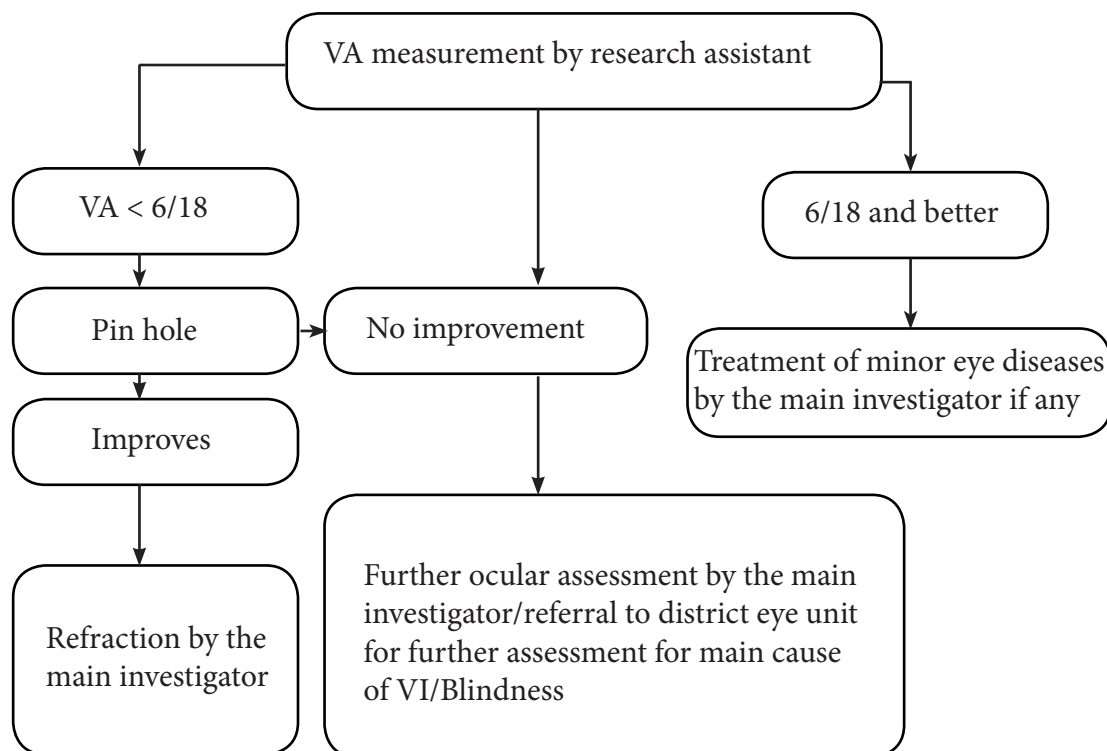 VA measurement by research assistant
VA < 6/18
6/18 and better
Pin hole
No improvement
Treatment of minor eye diseases
by the main investigator if any
Improves
Further ocular assessment by the main
investigator/referral to district eye unit
for further assessment for main cause
of VI/Blindness
Refraction by the
main investigator